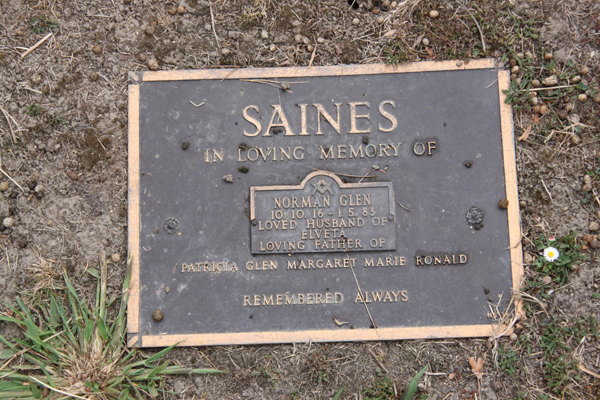 SAINES
IN LOVING MEMORY OF
NORMAN GLEN
10.10.16 - 1.5.83
LOVED HUSBAND OF
ELVETA
LOVING FATHER OF
PATRICIA GLEN MARGARET MARIE RONALD
REMEMBERED ALWAYS